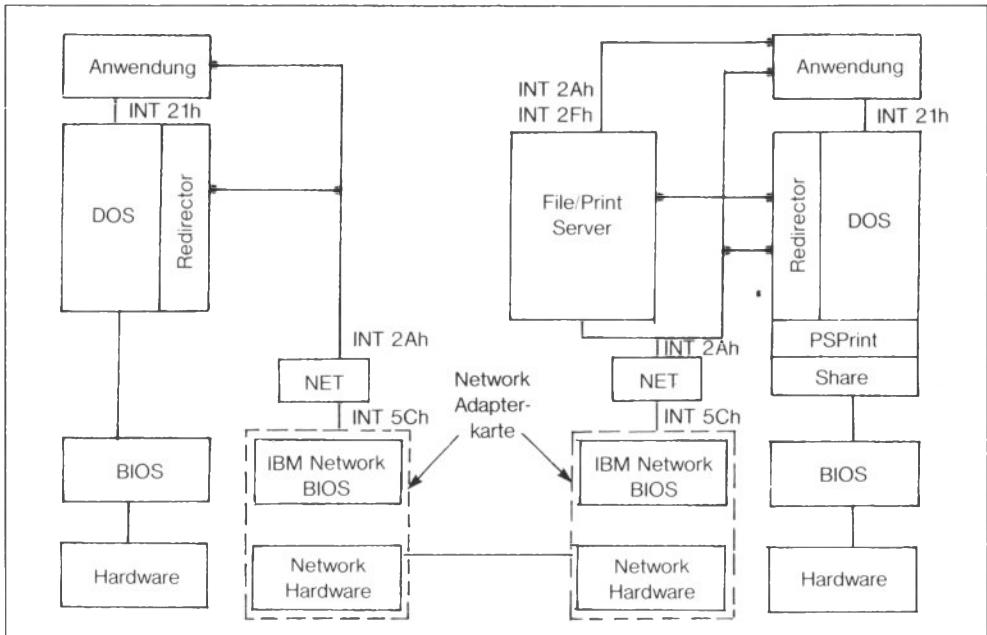 Anwendung
INT 21h
DOS
Redirector
INT 2Ah
NET
INT 5Ch
BIOS
IBM Network
BIOS
Hardware
Network
Hardware
Network
Adapter-
karte
INT 2Ah
INT 2Fh
Anwendung
INT 21h
File/Print
Server
Redirector
DOS
PSPrint
Share
INT 2Ah
NET
INT 5Ch
IBM Network
BIOS
BIOS
Network
Hardware
Hardware